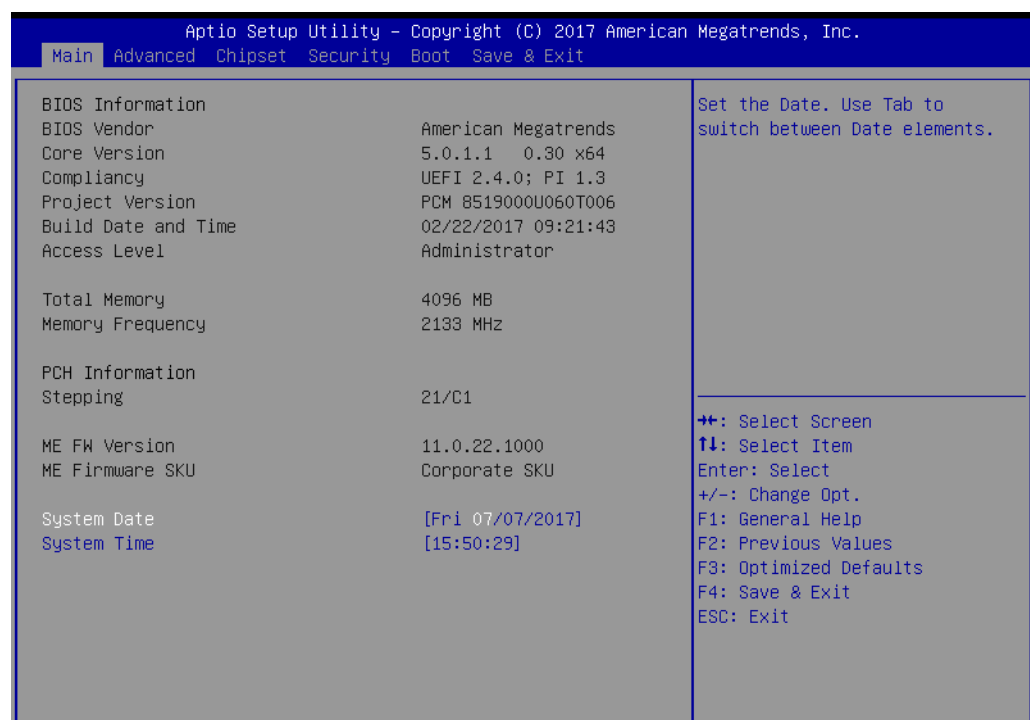 Aptio Setup Utility – Copyright (C) 2017 American Megatrends, Inc.
Main Advanced Chipset Security Boot Save & Exit
BIOS Information
BIOS Vendor American Megatrends
Core Version 5.0.1.1 0.30 x64
Compliancy UEFI 2.4.0; PI 1.3
Project Version PCM 8519000U060T006
Build Date and Time 02/22/2017 09:21:43
Access Level Administrator
Total Memory 4096 MB
Memory Frequency 2133 MHz
PCH Information
Stepping 21/C1
ME FW Version 11.0.22.1000
ME Firmware SKU Corporate SKU
System Date [Fri 07/07/2017]
System Time [15:50:29]
Set the Date. Use Tab to
switch between Date elements.
→←: Select Screen
↑↓: Select Item
Enter: Select
+/-: Change Opt.
F1: General Help
F2: Previous Values
F3: Optimized Defaults
F4: Save & Exit
ESC: Exit